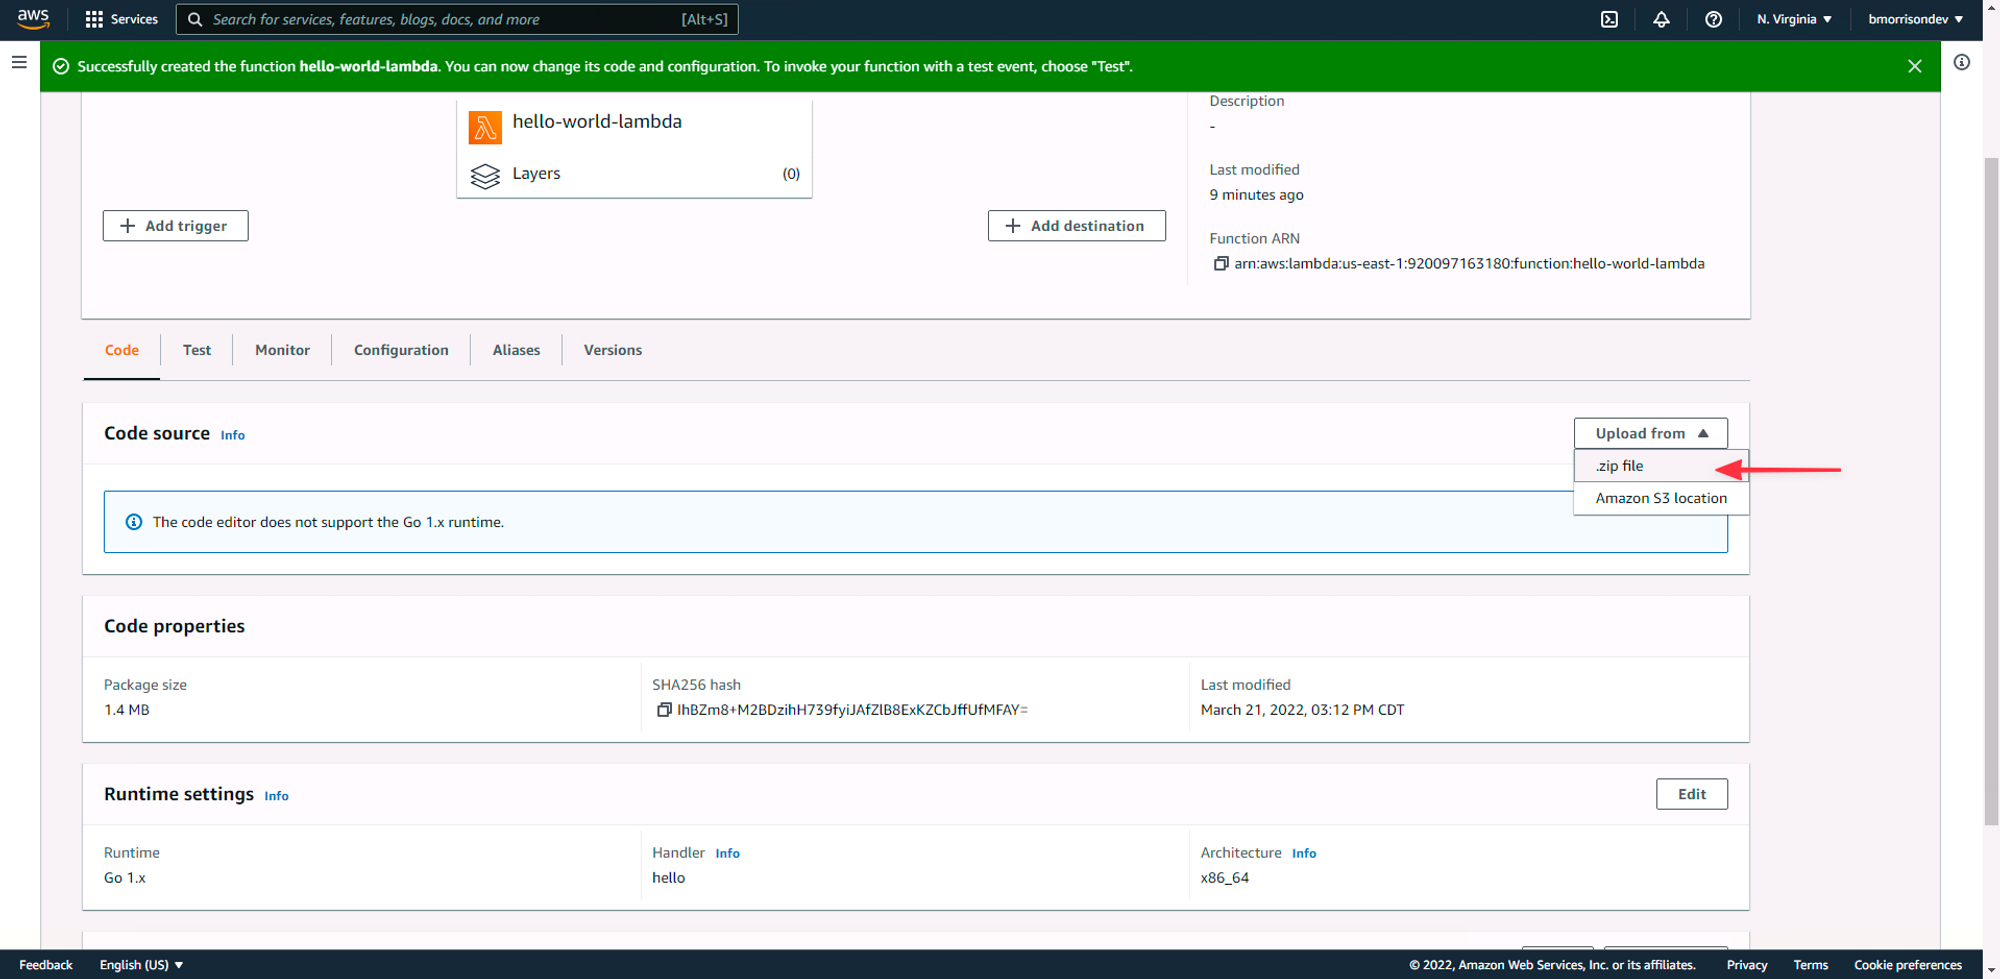 aws
Services
Search for services, features, blogs, docs, and more
[Alt+S]
N. Virginia
bmorrisondev
Successfully created the function hello-world-lambda. You can now change its code and configuration. To invoke your function with a test event, choose "Test".
hello-world-lambda
Layers (0)
Add trigger
Add destination
Description
-
Last modified
9 minutes ago
Function ARN
arn:aws:lambda:us-east-1:920097163180:function:hello-world-lambda
Code
Test
Monitor
Configuration
Aliases
Versions
Code source Info
Upload from
.zip file
Amazon S3 location
The code editor does not support the Go 1.x runtime.
Code properties
Package size
1.4 MB
SHA256 hash
IhBZm8+M2BDzihH739fyiJAfZlB8ExKZCbJffUfMFAY=
Last modified
March 21, 2022, 03:12 PM CDT
Runtime settings Info
Edit
Runtime
Go 1.x
Handler Info
hello
Architecture Info
x86_64
Feedback
English (US)
© 2022, Amazon Web Services, Inc. or its affiliates.
Privacy
Terms
Cookie preferences